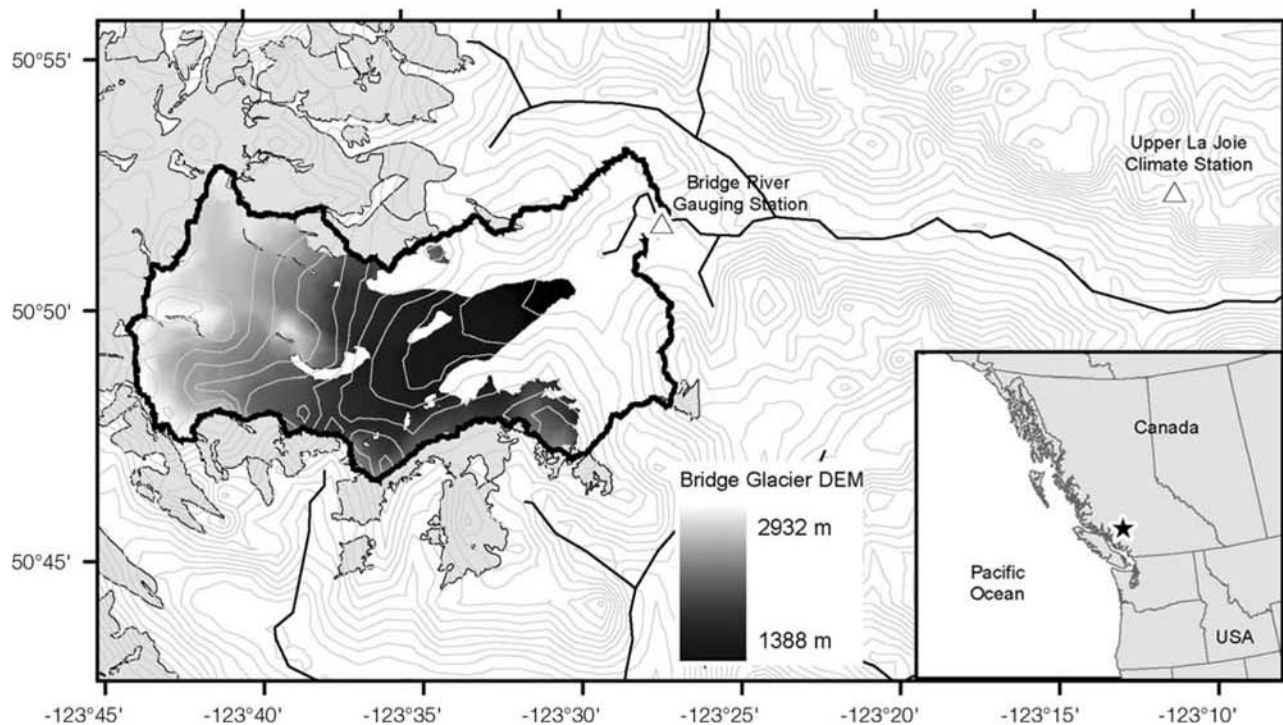 50°55'
Upper La Joie
Climate Station
Bridge River
Gauging Station
50°50'
Canada
Bridge Glacier DEM
2932 m
50°45'
Pacific
Ocean
1388 m
USA
-123°45' -123°40' -123°35' -123°30' -123°25' -123°20' -123°15' -123°10'